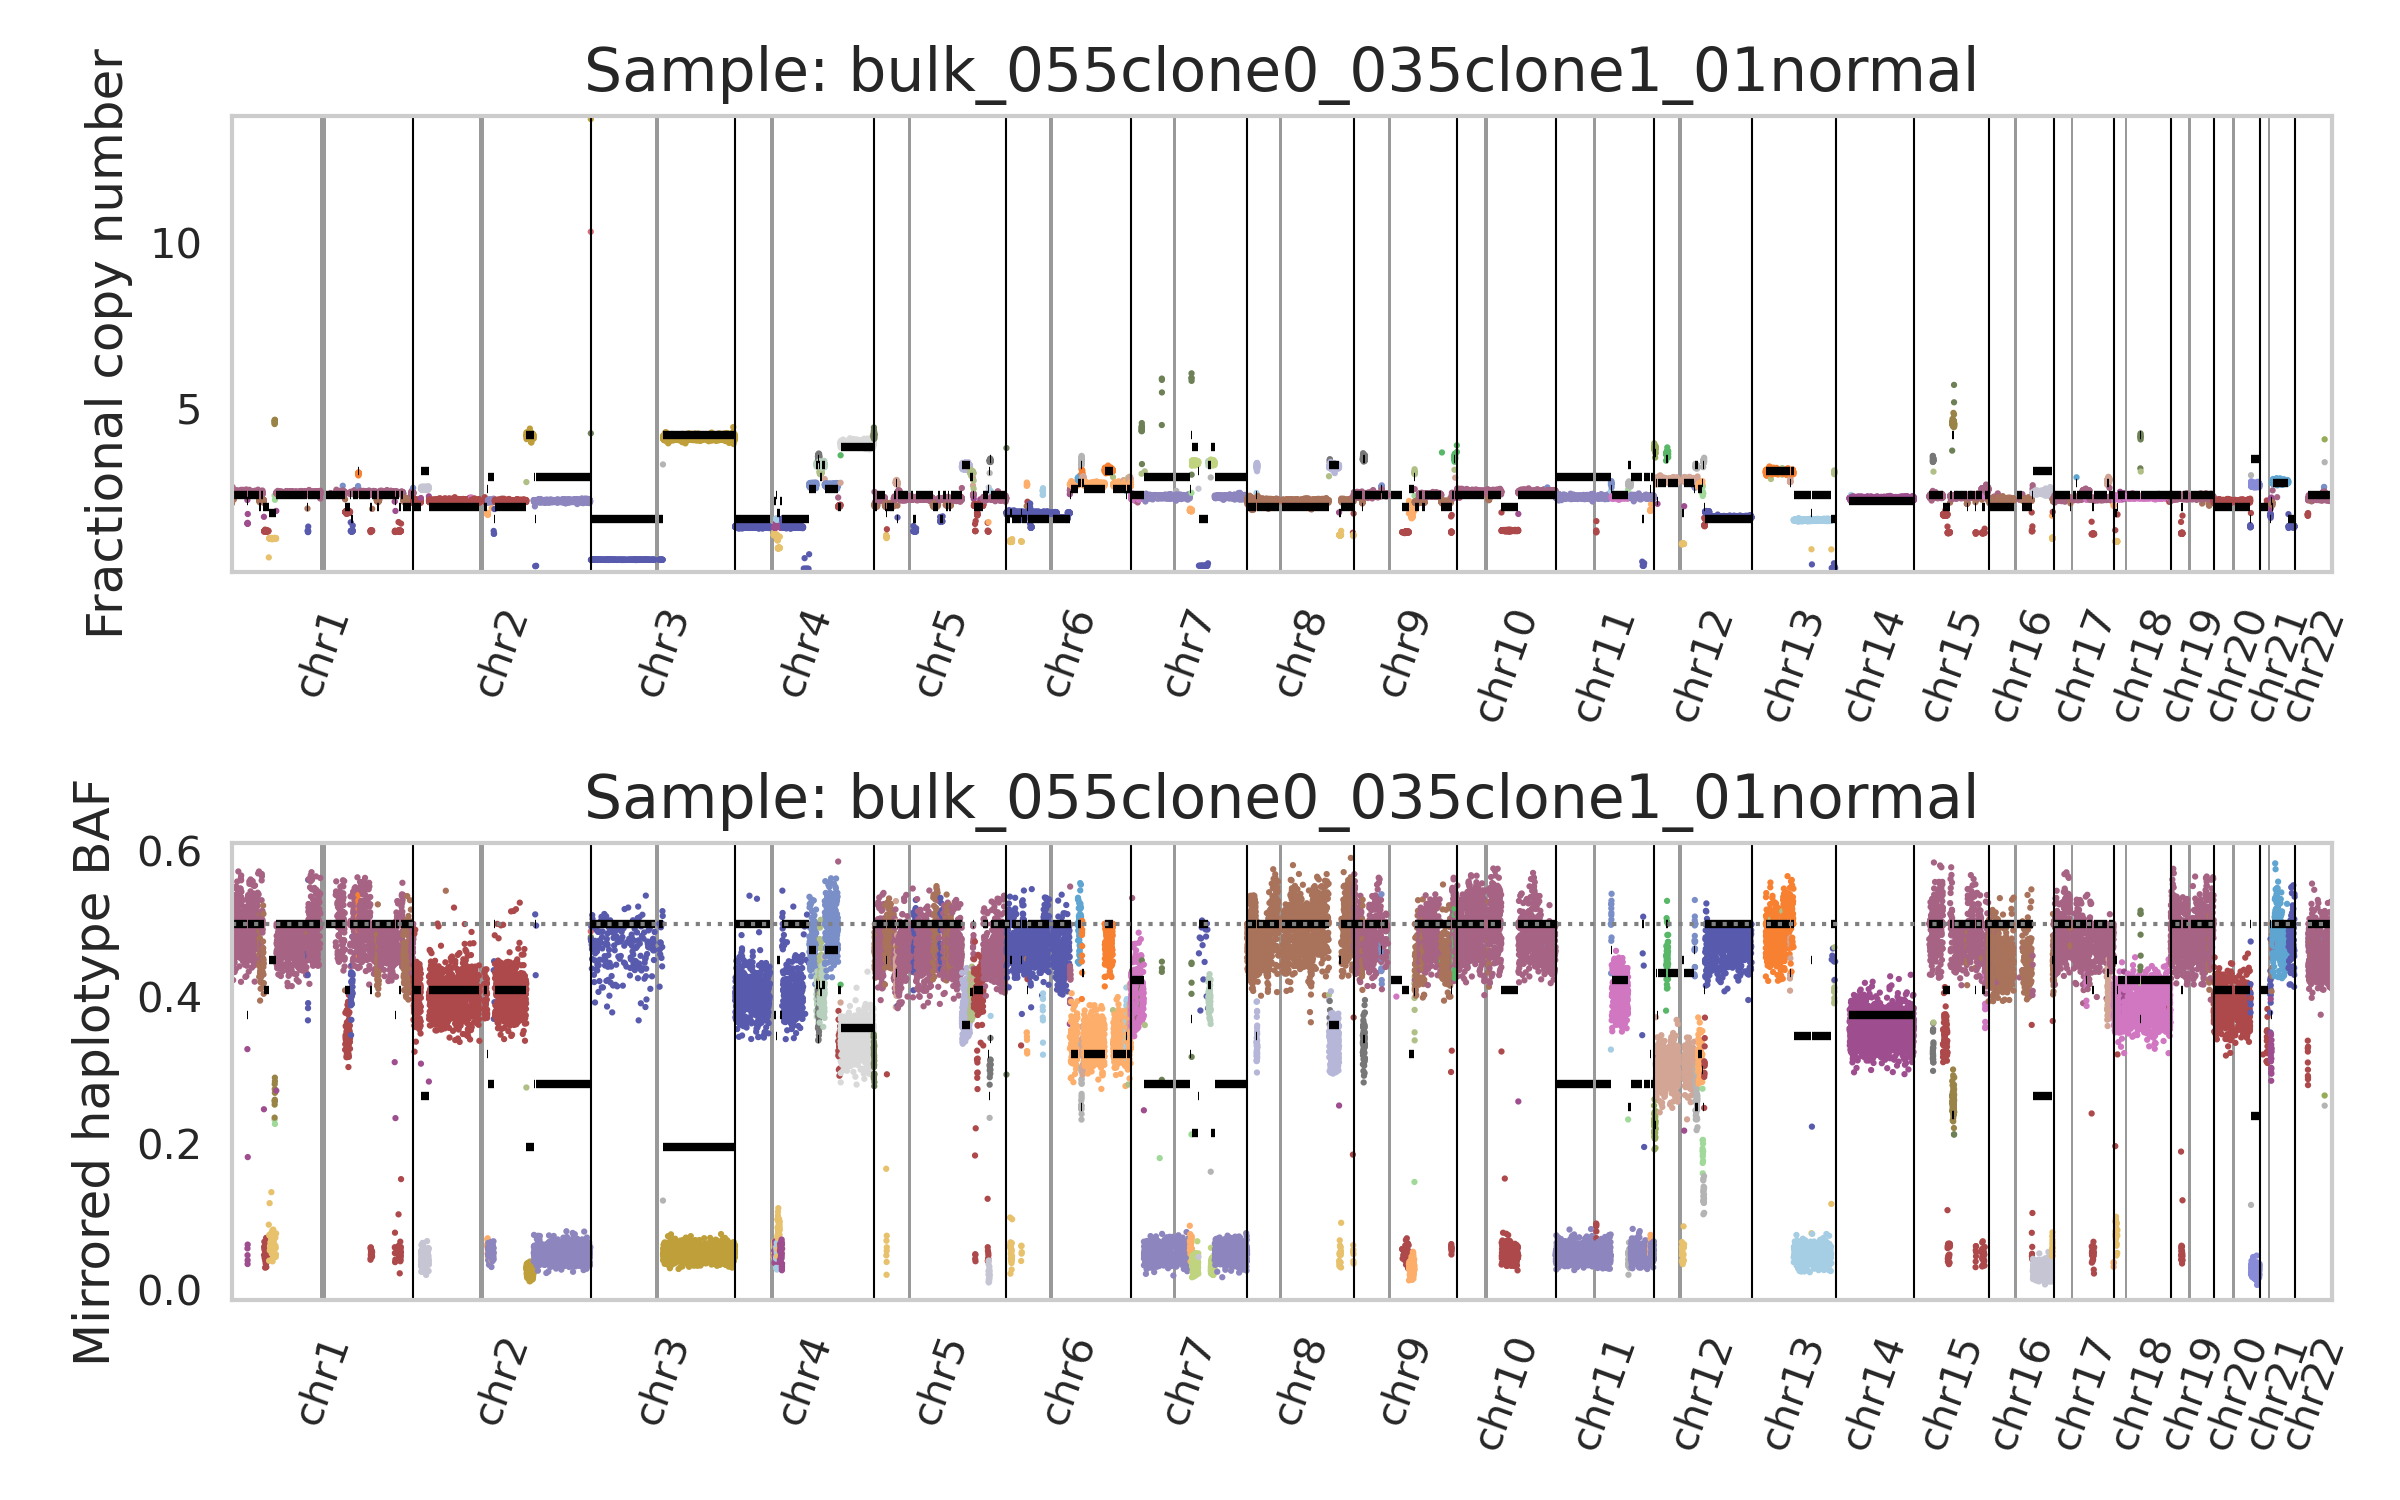 Sample: bulk_055clone0_035clone1_01normal
Fractional copy number
10
5
chr1 chr2 chr3 chr4 chr5 chr6 chr7 chr8 chr9 chr10 chr11 chr12 chr13 chr14 chr15 chr16 chr17 chr18 chr19 chr20 chr21 chr22
Sample: bulk_055clone0_035clone1_01normal
Mirrored haplotype BAF
0.6
0.4
0.2
0.0
chr1 chr2 chr3 chr4 chr5 chr6 chr7 chr8 chr9 chr10 chr11 chr12 chr13 chr14 chr15 chr16 chr17 chr18 chr19 chr20 chr21 chr22